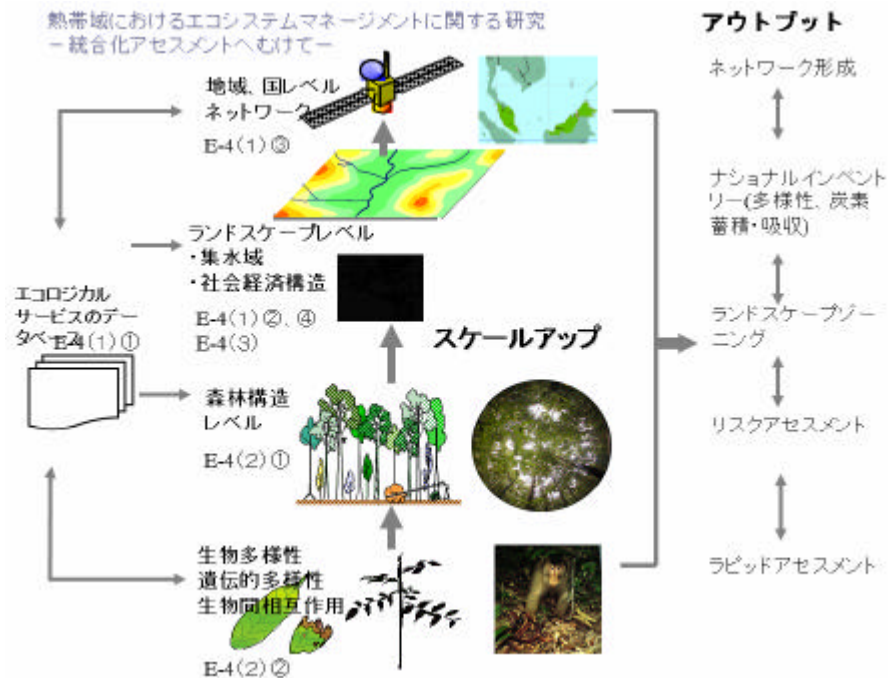 熱帯域におけるエコシステムマネージメントに関する研究
－統合化アセスメントへむけて－
アウトプット
地域、国レベル
ネットワーク
E-4(1)③
ネットワーク形成
ナショナルインベント
リー(多様性、炭素
蓄積・吸収)
ランドスケープレベル
・集水域
・社会経済構造
E-4(1)②、④
E-4(3)
エコロジカル
サービスのデー
タベース
E-4(1)①
スケールアップ
ランドスケープゾー
ニング
森林構造
レベル
E-4(2)①
リスクアセスメント
生物多様性
遺伝的多様性
生物間相互作用
E-4(2)②
ラピッドアセスメント